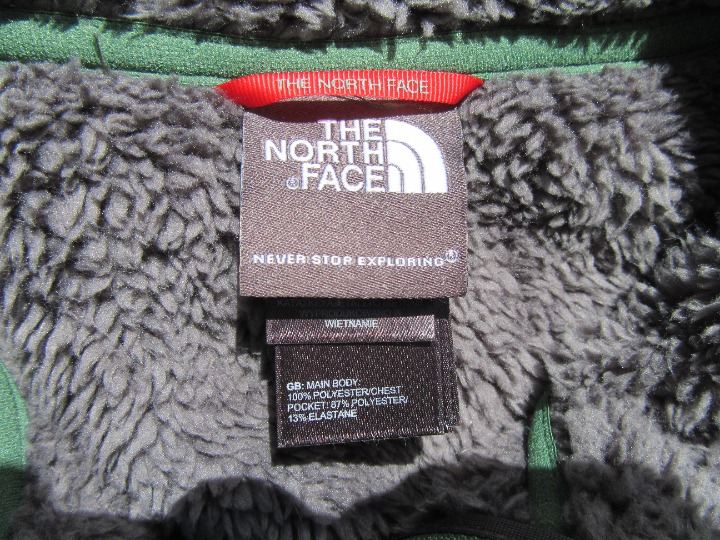 THE NORTH FACE
THE
NORTH
®FACE
NEVER STOP EXPLORING®
WIETNAMIE
GB: MAIN BODY:
100% POLYESTER/CHEST
POCKET: 87% POLYESTER/
13% ELASTANE